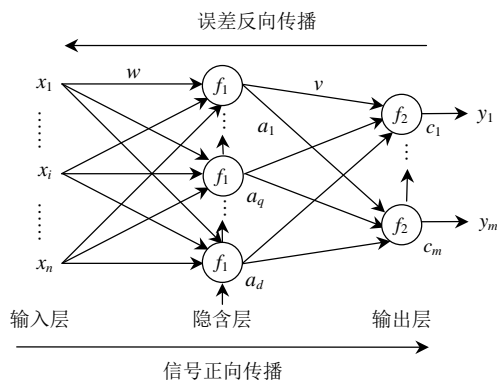 误差反向传播
x1 w f1 v
f2 y1
a1 c1
xi f1
aq
f2 ym
xn f1 cm
ad
输入层 隐含层 输出层
信号正向传播